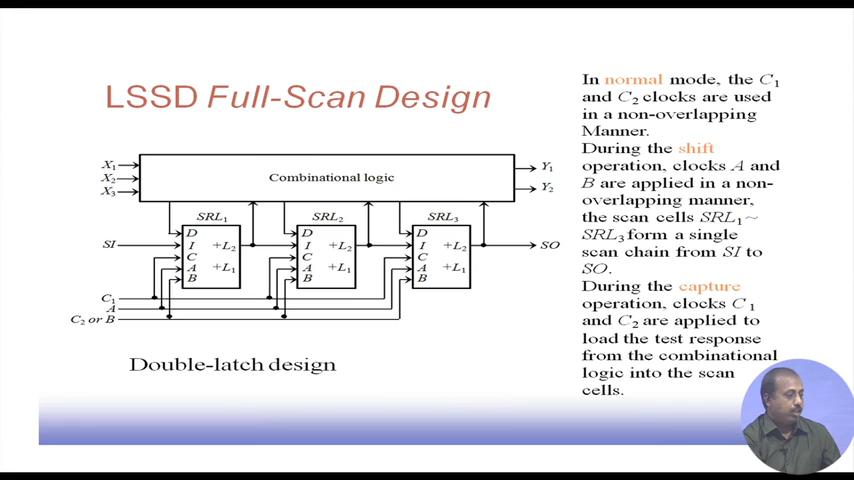 LSSD Full-Scan Design
In normal mode, the C1
and C2 clocks are used
in a non-overlapping
Manner.
During the shift
operation, clocks A and
B are applied in a non-
overlapping manner,
the scan cells SRL1~
SRL3 form a single
scan chain from SI to
SO.
During the capture
operation, clocks C1
and C2 are applied to
load the test response
from the combinational
logic into the scan
cells.
X1
X2
X3
Combinational logic
Y1
Y2
SRL1
SRL2
SRL3
SI
D
I
C
A
B
+L2
+L1
D
I
C
A
B
+L2
+L1
D
I
C
A
B
+L2
+L1
SO
C1
A
C2 or B
Double-latch design